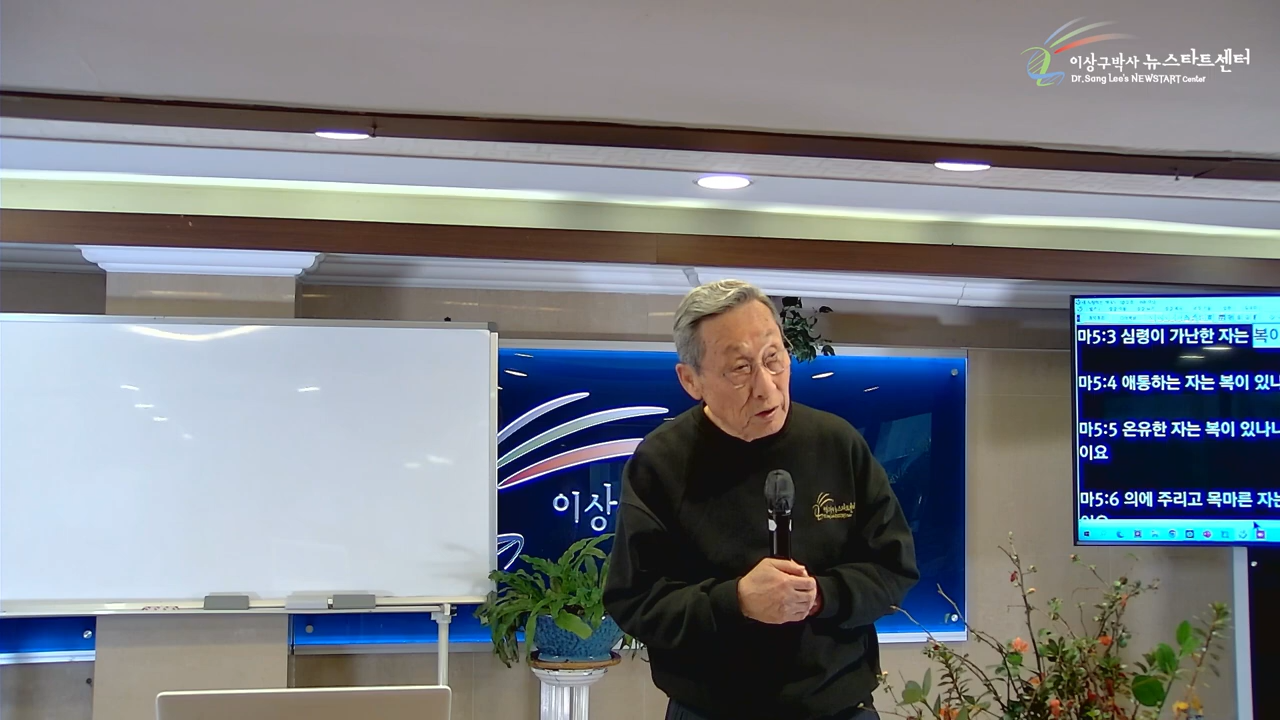 이상구박사 뉴스타트센터
Dr. Sang Lee's NEWSTART Center
마5:3 심령이 가난한 자는 복이
마5:4 애통하는 자는 복이 있나
마5:5 온유한 자는 복이 있나니
이요
마5:6 의에 주리고 목마른 자는
이상